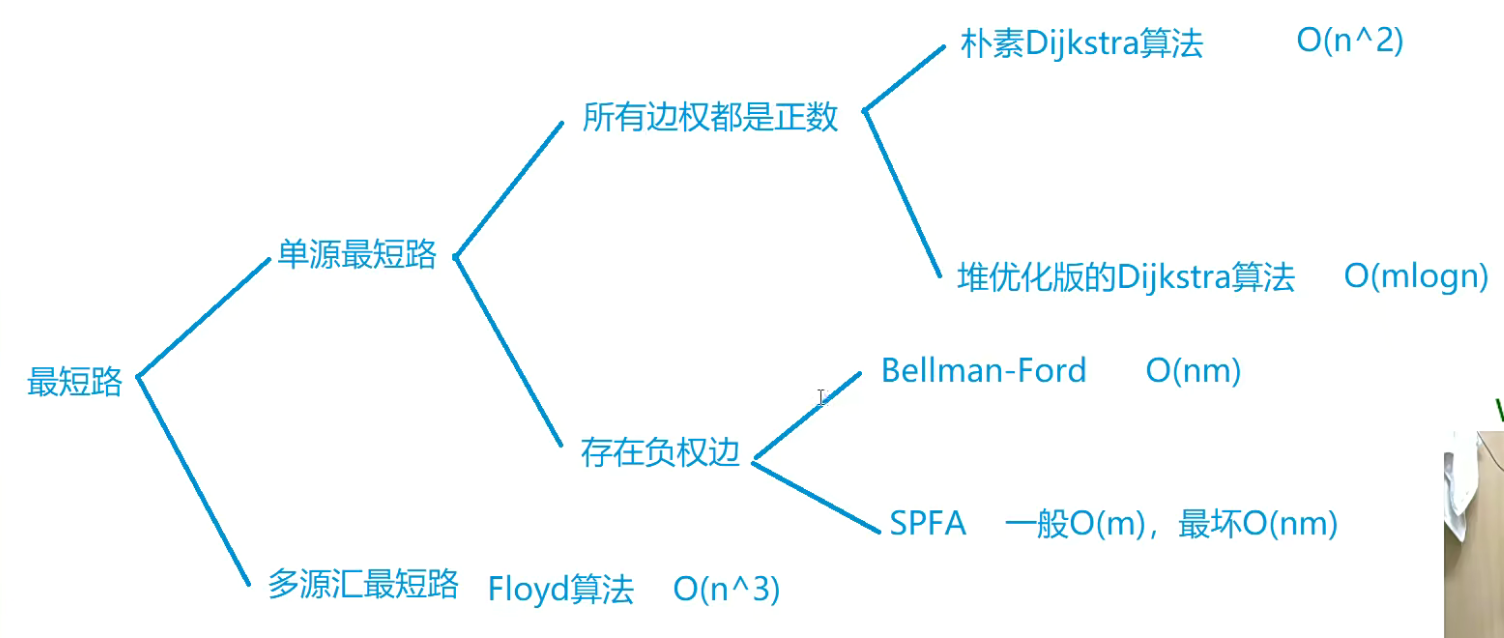 朴素Dijkstra算法 O(n^2)
所有边权都是正数
单源最短路
堆优化版的Dijkstra算法 O(mlogn)
最短路
Bellman-Ford O(nm)
存在负权边
SPFA 一般O(m)，最坏O(nm)
多源汇最短路 Floyd算法 O(n^3)